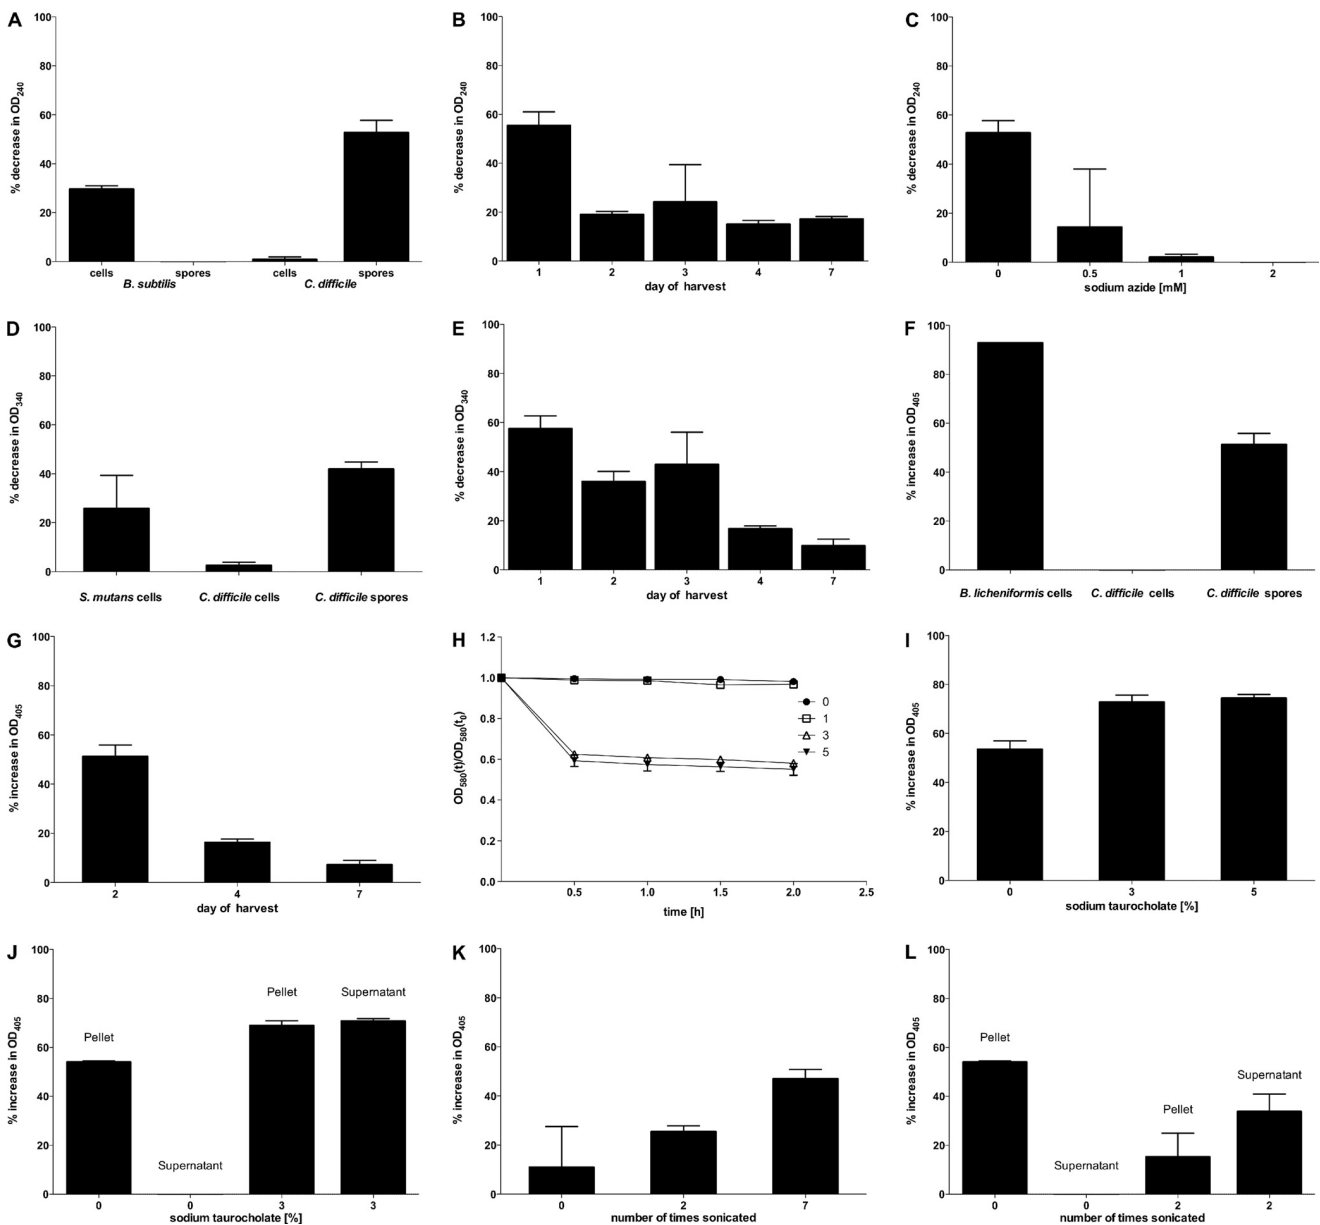 A
% decrease in OD240
100
80
60
40
20
0
cells spores cells spores
B. subtilis C. difficile
B
% decrease in OD240
100
80
60
40
20
0
1 2 3 4 7
day of harvest
C
% decrease in OD240
100
80
60
40
20
0
0 0.5 1 2
sodium azide [mM]
D
% decrease in OD340
100
80
60
40
20
0
S. mutans cells C. difficile cells C. difficile spores
E
% decrease in OD340
100
80
60
40
20
0
1 2 3 4 7
day of harvest
F
% increase in OD405
100
80
60
40
20
0
B. licheniformis cells C. difficile cells C. difficile spores
G
% increase in OD405
100
80
60
40
20
0
2 4 7
day of harvest
H
OD580(t)/OD580(t0)
1.2
1.0
0.8
0.6
0.4
0.2
0.0
0
1
3
5
0.5 1.0 1.5 2.0 2.5
time [h]
I
% increase in OD405
100
80
60
40
20
0
0 3 5
sodium taurocholate [%]
J
% increase in OD405
100
80
60
40
20
0
Pellet
Supernatant
Pellet
Supernatant
0 0 3 3
sodium taurocholate [%]
K
% increase in OD405
100
80
60
40
20
0
0 2 7
number of times sonicated
L
% increase in OD405
100
80
60
40
20
0
Pellet
Supernatant
Pellet
Supernatant
0 0 2 2
number of times sonicated